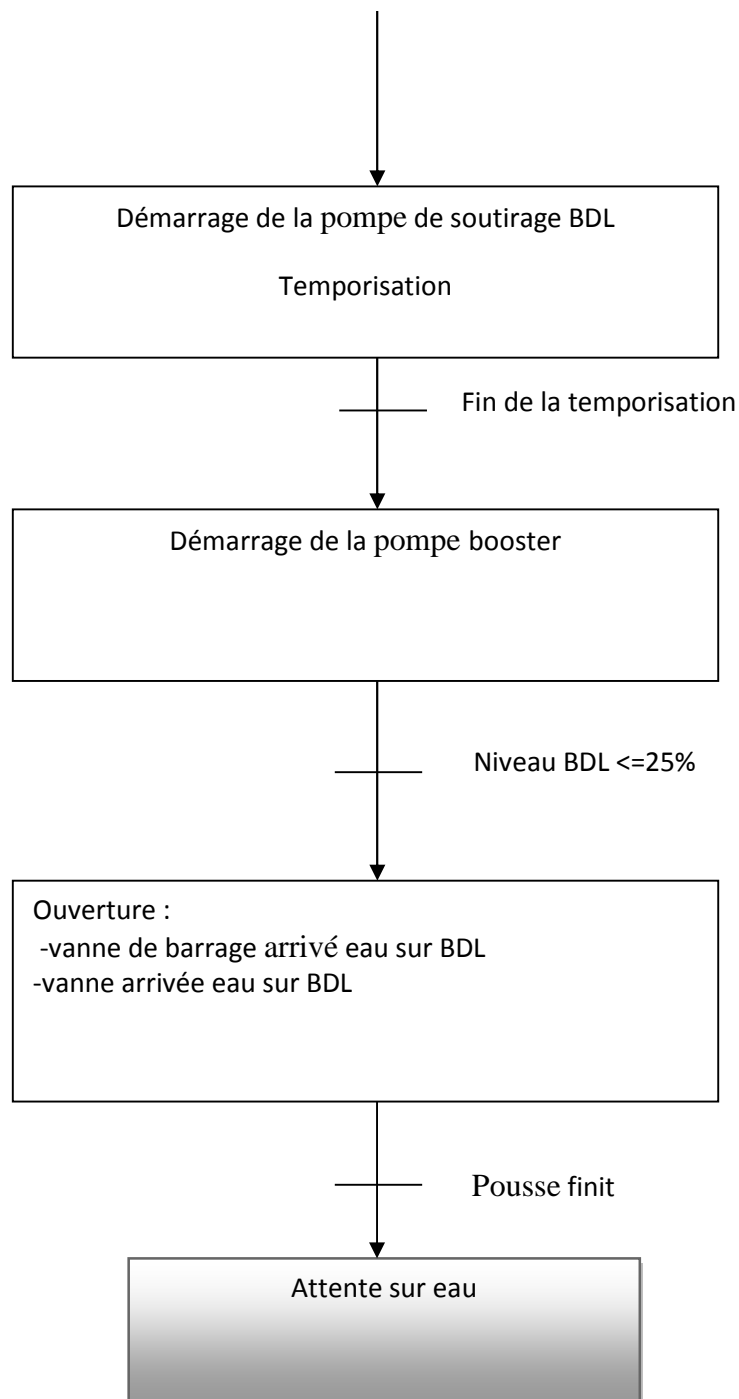 Démarrage de la pompe de soutirage BDL
Temporisation
Fin de la temporisation
Démarrage de la pompe booster
Niveau BDL <=25%
Ouverture :
-vanne de barrage arrivé eau sur BDL
-vanne arrivée eau sur BDL
Pousse finit
Attente sur eau